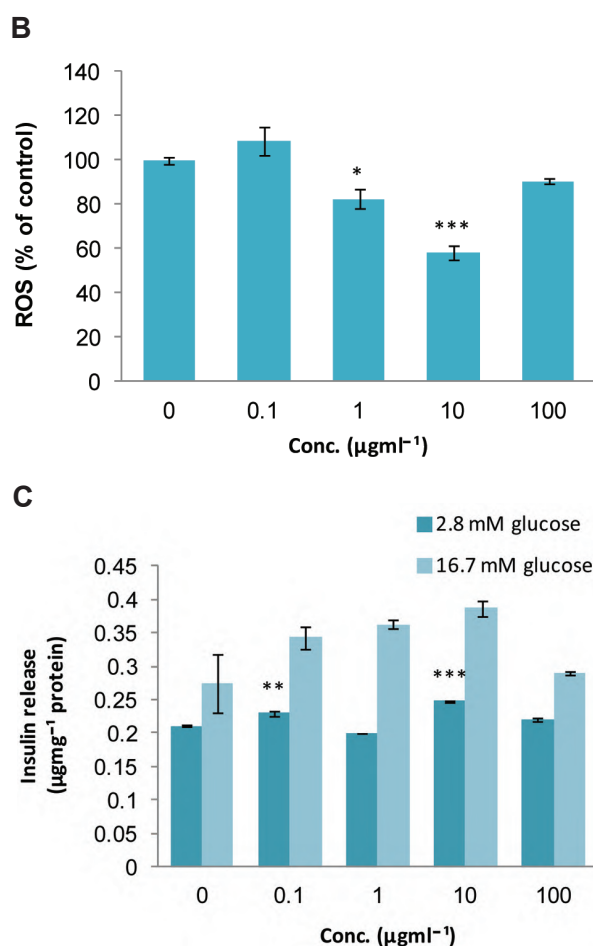 B
140
120
100
80
60
40
20
0
ROS (% of control)
*
***
0 0.1 1 10 100
Conc. (µgml⁻¹)
C
2.8 mM glucose
16.7 mM glucose
0.45
0.4
0.35
0.3
0.25
0.2
0.15
0.1
0.05
0
Insulin release
(µgmg⁻¹ protein)
**
***
0 0.1 1 10 100
Conc. (µgml⁻¹)